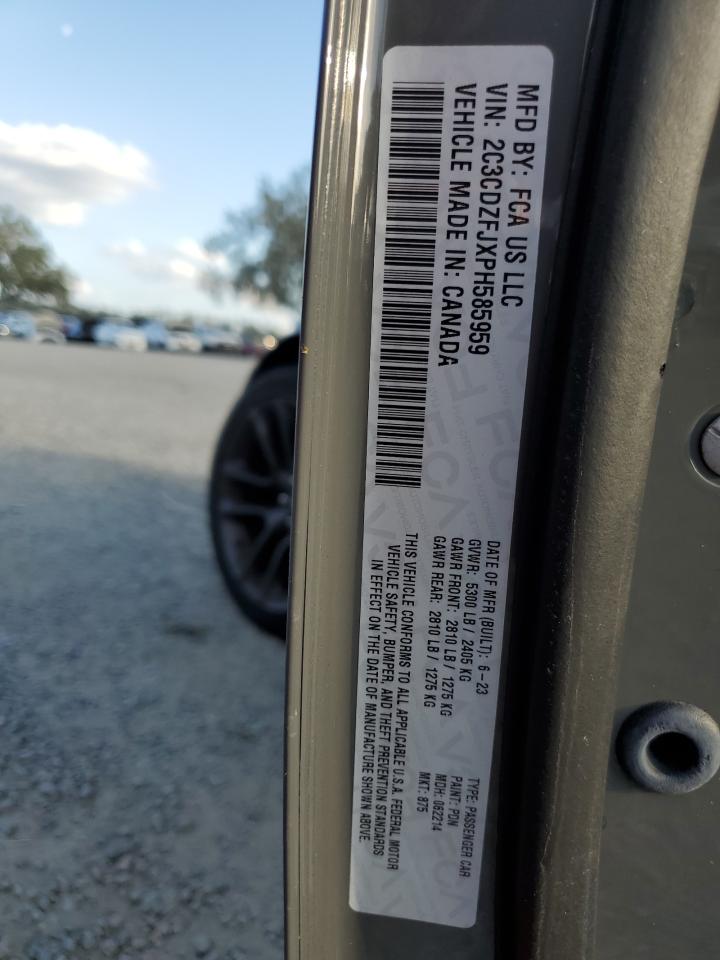 MFD BY: FCA US LLC
VIN: 2C3CDZFJXPH585959
VEHICLE MADE IN: CANADA
DATE OF MFR (BUILT): 6-23
GVWR: 5300 LB / 2405 KG
GAWR FRONT: 2810 LB / 1275 KG
GAWR REAR: 2810 LB / 1275 KG
THIS VEHICLE CONFORMS TO ALL APPLICABLE U.S.A. FEDERAL MOTOR
VEHICLE SAFETY, BUMPER, AND THEFT PREVENTION STANDARDS
IN EFFECT ON THE DATE OF MANUFACTURE SHOWN ABOVE.
TYPE: PASSENGER CAR
PAINT: PDN
MDH: 062214
MKT: 875